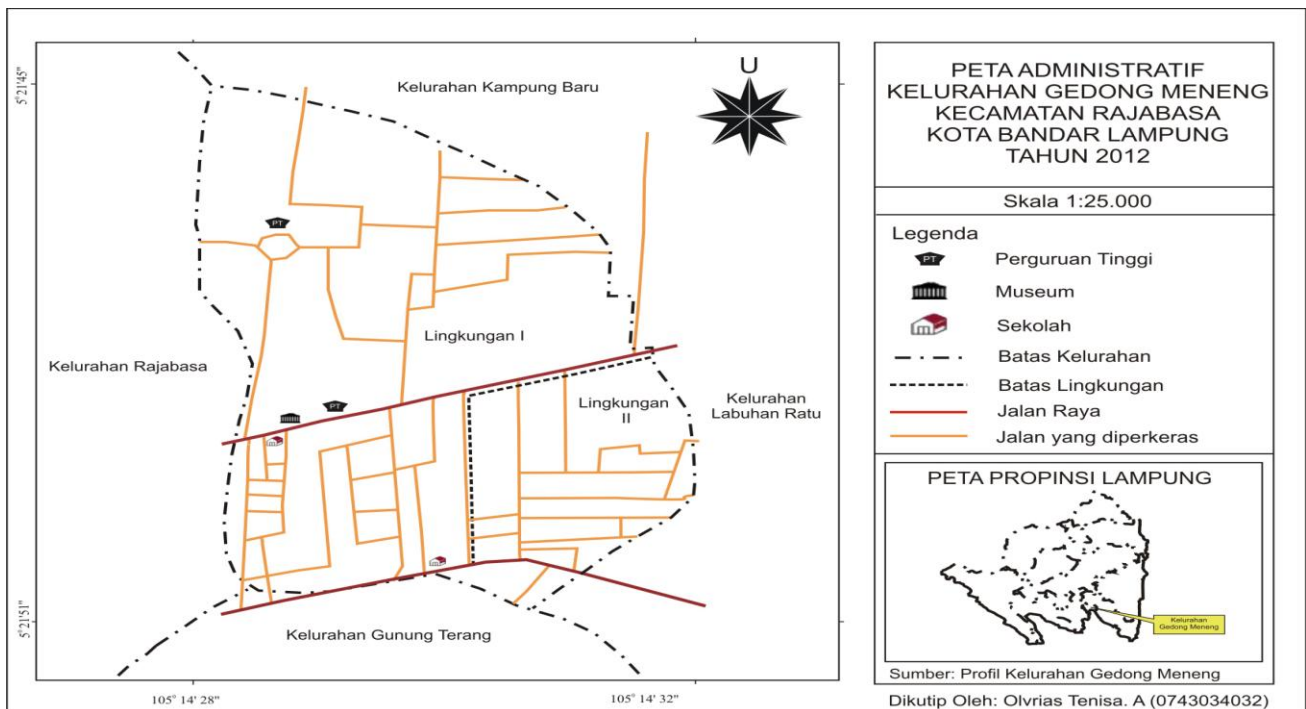 Kelurahan Kampung Baru
U
PT
Lingkungan I
Kelurahan Rajabasa
PT
Lingkungan
II
Kelurahan
Labuhan Ratu
Kelurahan Gunung Terang
5°21'45"
5°21'51"
105° 14' 28"
105° 14' 32"
PETA ADMINISTRATIF
KELURAHAN GEDONG MENENG
KECAMATAN RAJABASA
KOTA BANDAR LAMPUNG
TAHUN 2012
Skala 1:25.000
Legenda
PT Perguruan Tinggi
Museum
Sekolah
Batas Kelurahan
Batas Lingkungan
Jalan Raya
Jalan yang diperkeras
PETA PROPINSI LAMPUNG
Kelurahan
Gedong Meneng
Sumber: Profil Kelurahan Gedong Meneng
Dikutip Oleh: Olvrias Tenisa. A (0743034032)